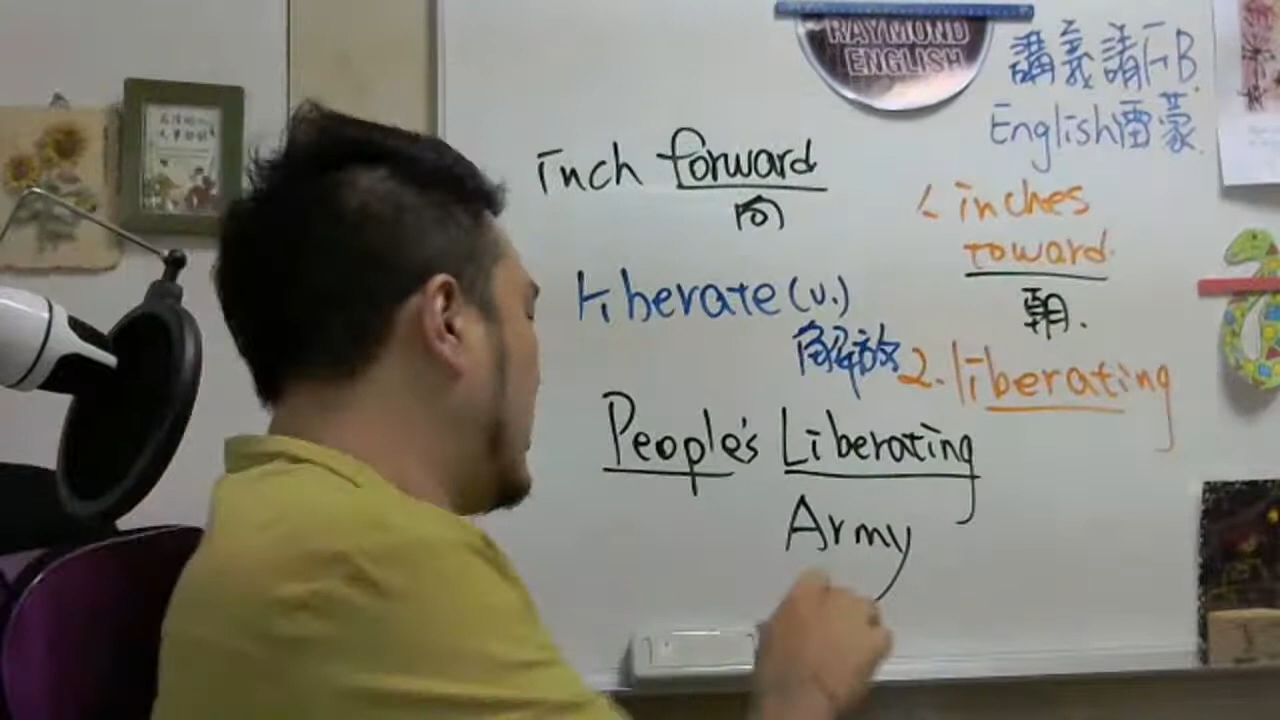 RAYMOND
ENGLISH
講義請FB
English雷蒙
inch forward
向
1. inches
toward
朝.
liberate (v.)
解放
2. liberating
People's Liberating
Army